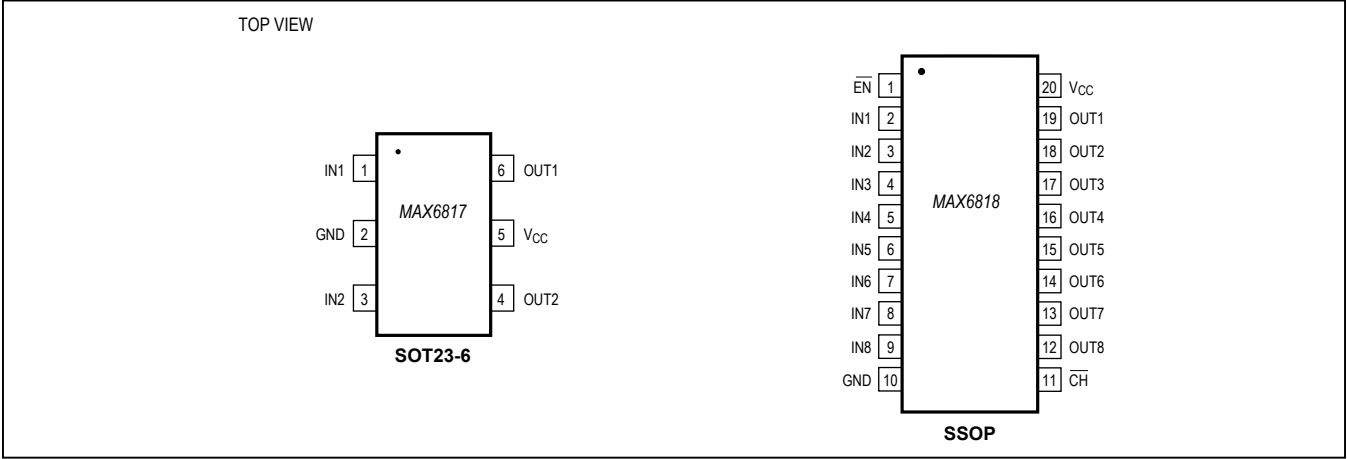 TOP VIEW
IN1 1 6 OUT1
MAX6817
GND 2 5 VCC
IN2 3 4 OUT2
SOT23-6
EN 1 20 VCC
IN1 2 19 OUT1
IN2 3 18 OUT2
IN3 4 17 OUT3
MAX6818
IN4 5 16 OUT4
IN5 6 15 OUT5
IN6 7 14 OUT6
IN7 8 13 OUT7
IN8 9 12 OUT8
GND 10 11 CH
SSOP